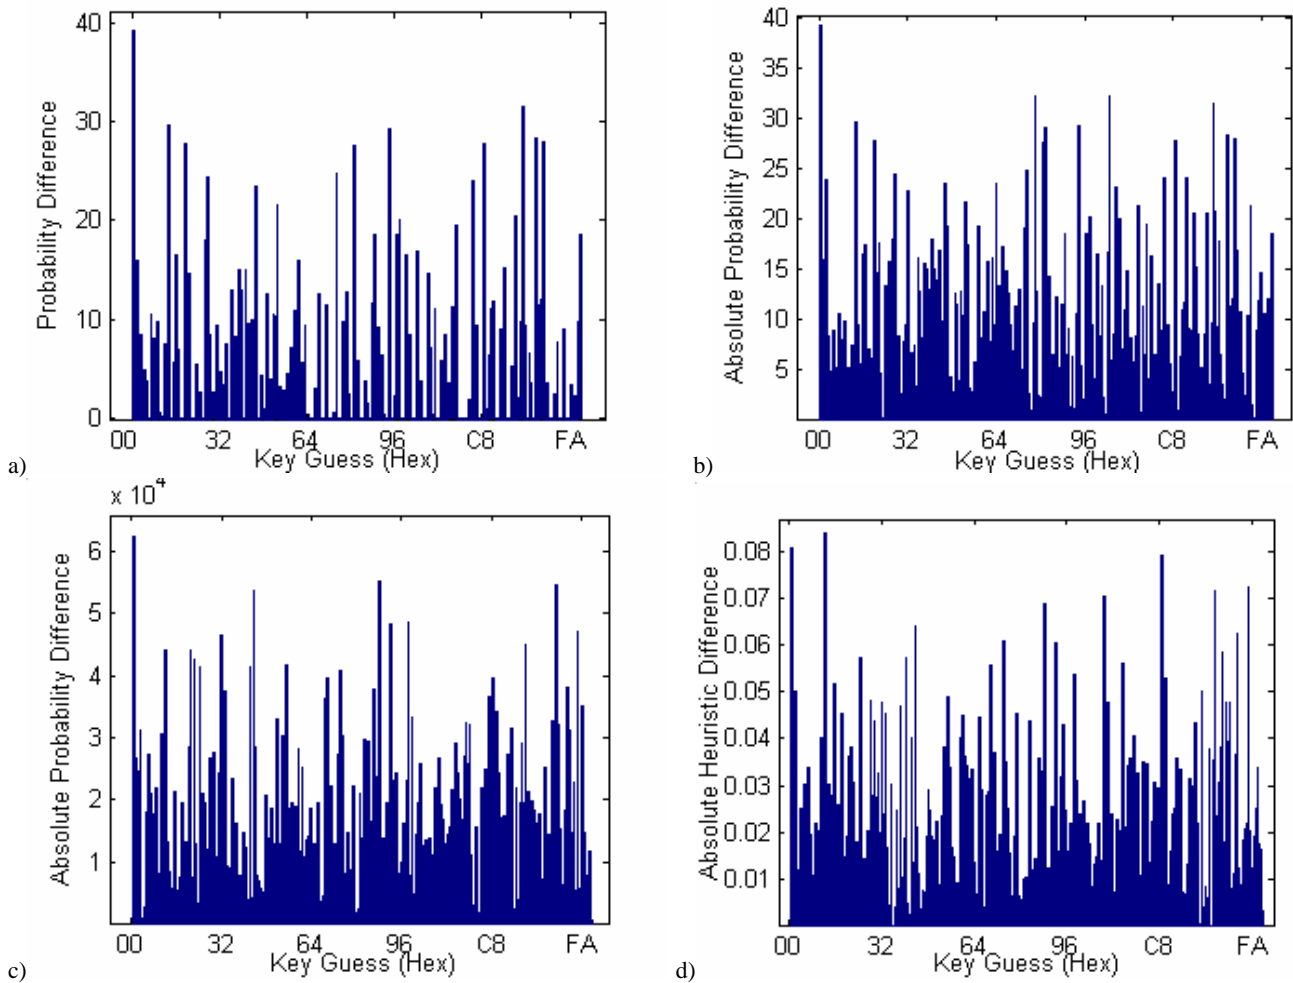 40
30
20
10
0
Probability Difference
00 32 64 96 C8 FA
Key Guess (Hex)
a)
40
35
30
25
20
15
10
5
Absolute Probability Difference
00 32 64 96 C8 FA
Key Guess (Hex)
b)
x 10^4
6
5
4
3
2
1
Absolute Probability Difference
00 32 64 96 C8 FA
Key Guess (Hex)
c)
0.08
0.07
0.06
0.05
0.04
0.03
0.02
0.01
Absolute Heuristic Difference
00 32 64 96 C8 FA
Key Guess (Hex)
d)